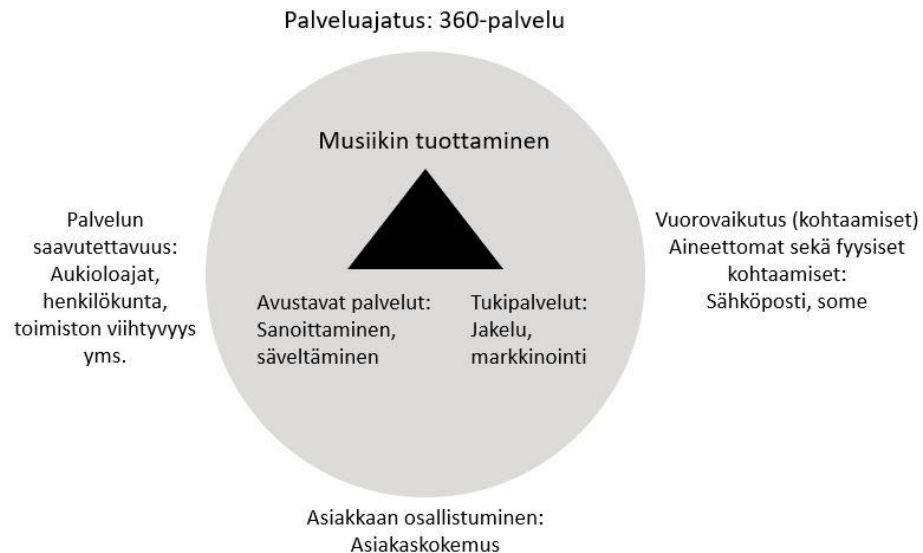 Palveluajatus: 360-palvelu
Musiikin tuottaminen
Palvelun
saavutettavuus:
Aukioloajat,
henkilökunta,
toimiston viihtyvyys
yms.
Avustavat palvelut:
Sanoittaminen,
säveltäminen
Tukipalvelut:
Jakelu,
markkinointi
Vuorovaikutus (kohtaamiset)
Aineettomat sekä fyysiset
kohtaamiset:
Sähköposti, some
Asiakkaan osallistuminen:
Asiakaskokemus